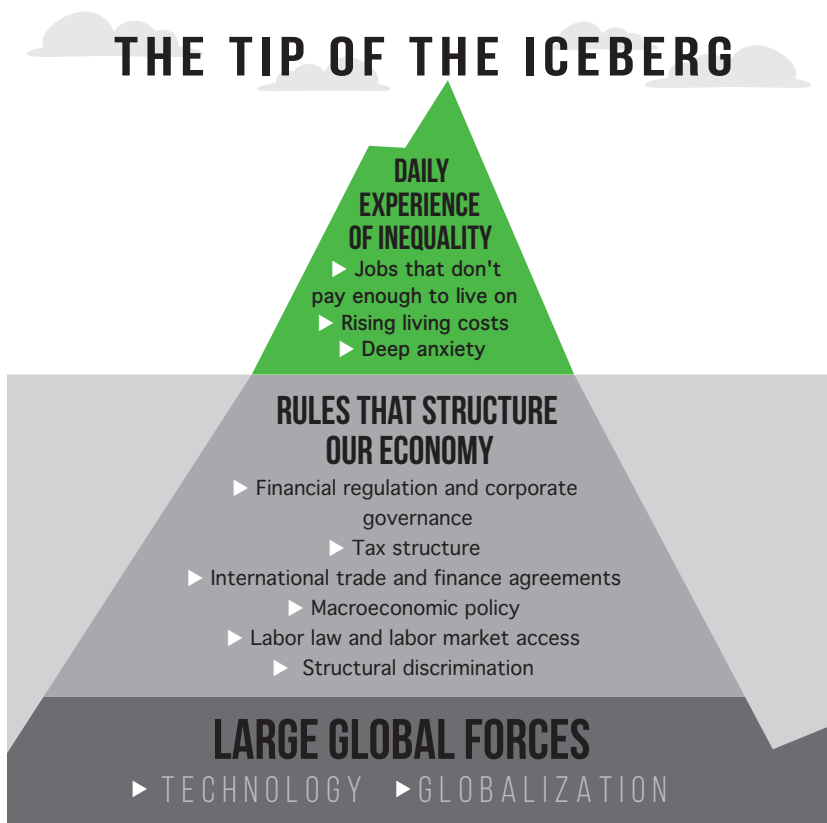 THE TIP OF THE ICEBERG
DAILY
EXPERIENCE
OF INEQUALITY
▶ Jobs that don't
pay enough to live on
▶ Rising living costs
▶ Deep anxiety
RULES THAT STRUCTURE
OUR ECONOMY
▶ Financial regulation and corporate
governance
▶ Tax structure
▶ International trade and finance agreements
▶ Macroeconomic policy
▶ Labor law and labor market access
▶ Structural discrimination
LARGE GLOBAL FORCES
▶ TECHNOLOGY ▶ GLOBALIZATION